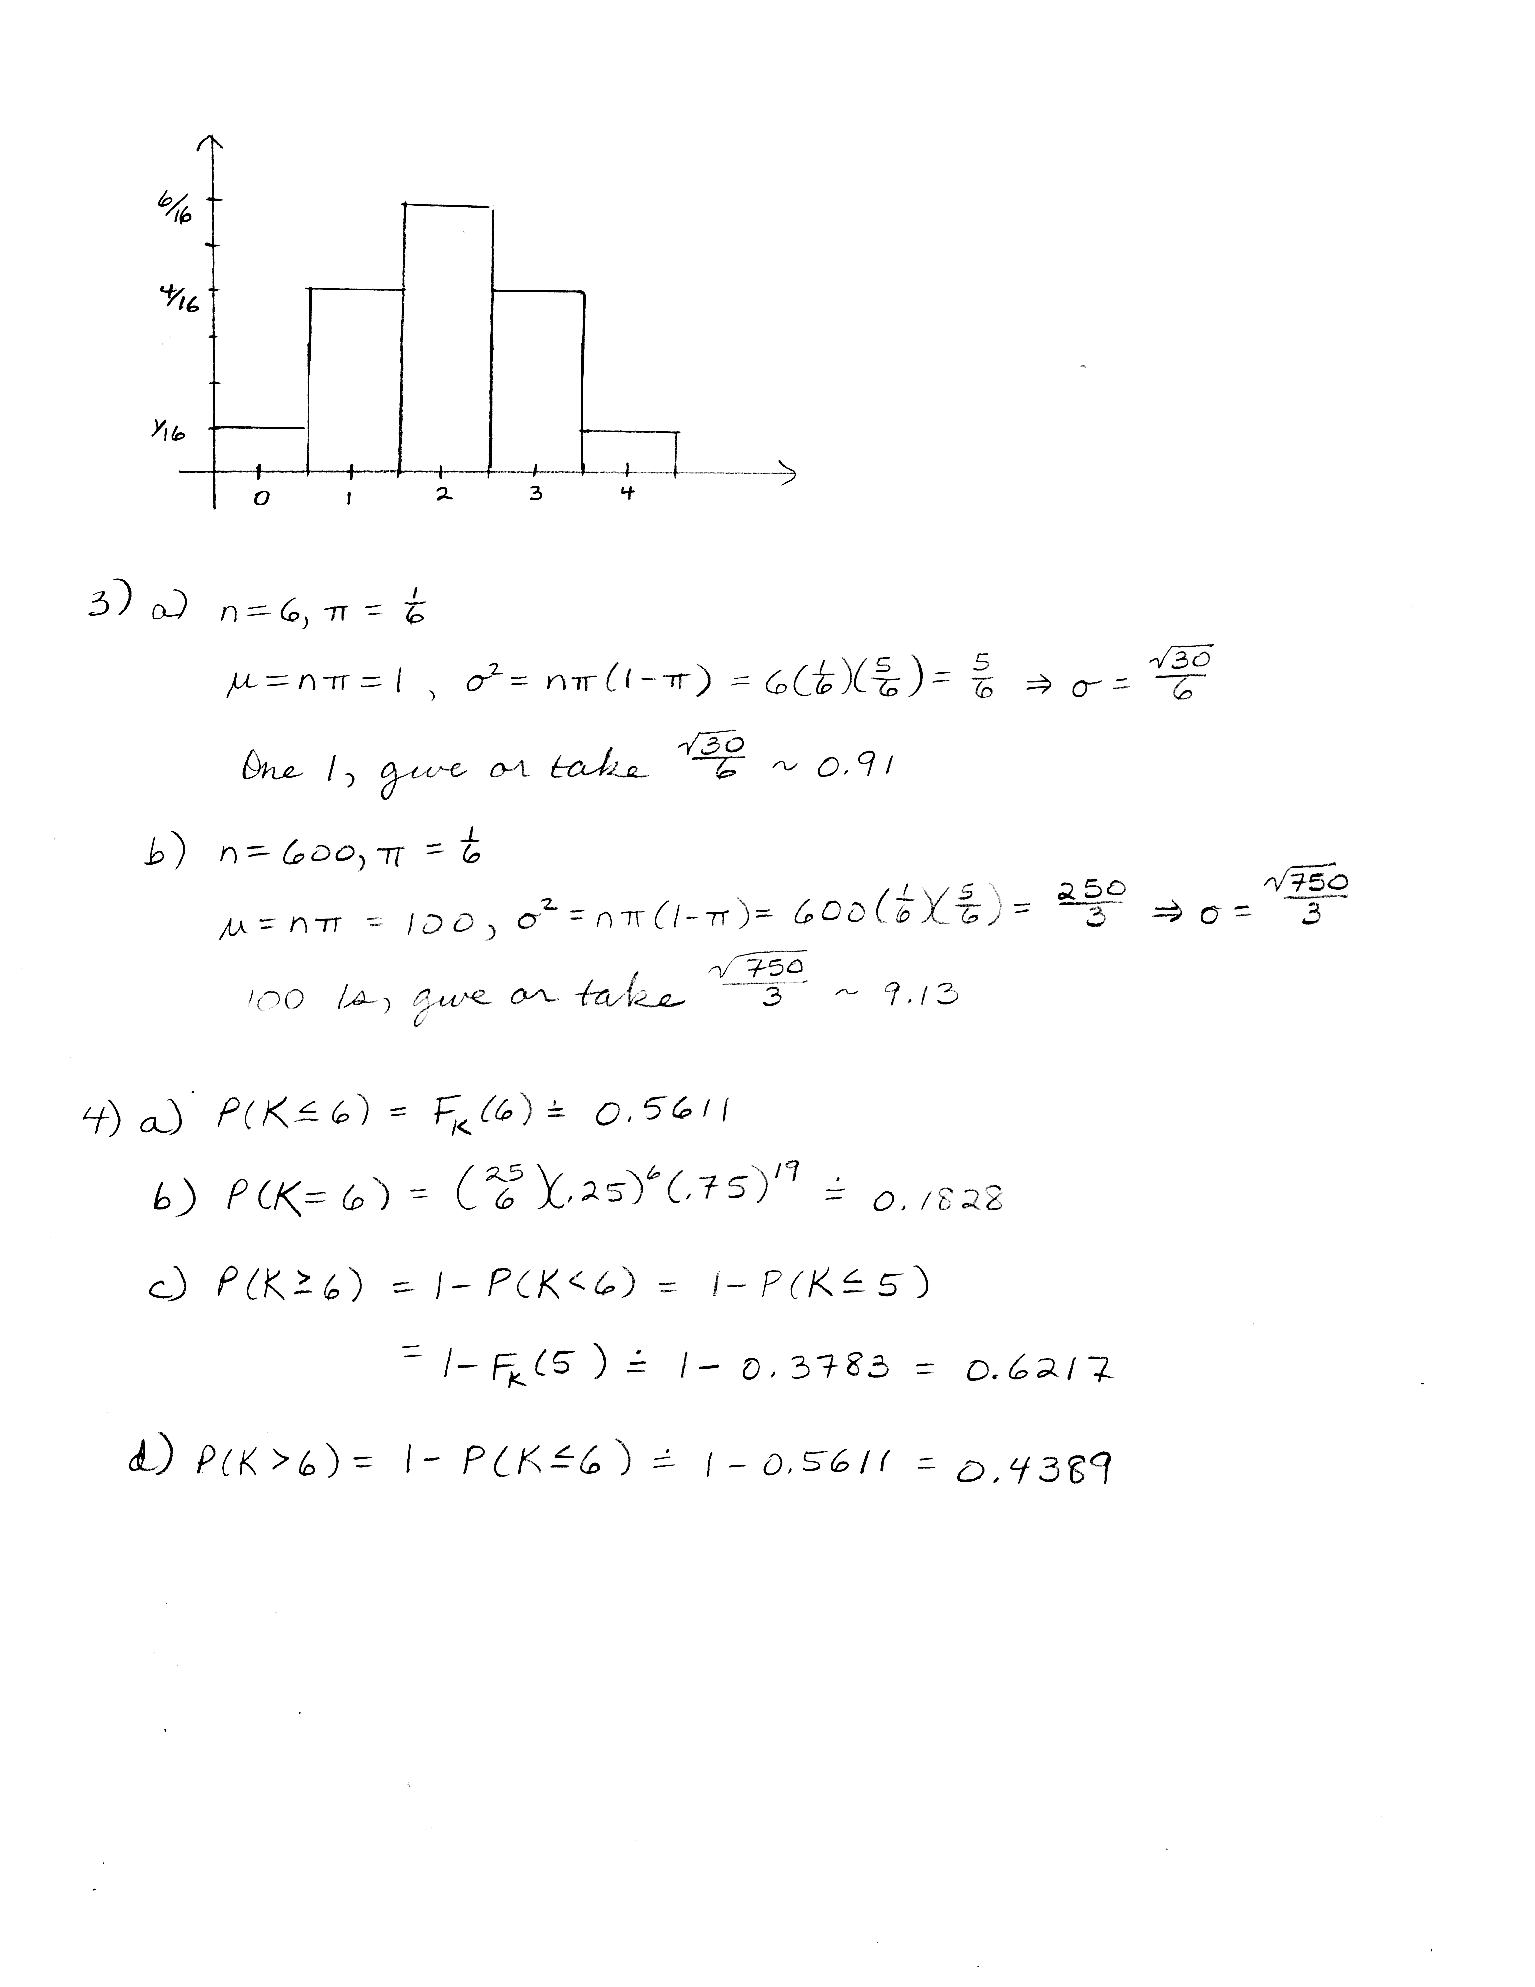 6/16
4/16
1/16
0 1 2 3 4
3) a) n=6, π = 1/6
μ = nπ = 1, σ² = nπ(1-π) = 6(1/6)(5/6) = 5/6 ⇒ σ = √30/6
One 1, give or take √30/6 ~ 0.91
b) n=600, π = 1/6
μ = nπ = 100, σ² = nπ(1-π) = 600(1/6)(5/6) = 250/3 ⇒ σ = √750/3
100 1s, give or take √750/3 ~ 9.13
4) a) P(K≤6) = F_K(6) ≐ 0.5611
b) P(K=6) = (25 6)(.25)⁶(.75)¹⁹ ≐ 0.1828
c) P(K≥6) = 1-P(K<6) = 1-P(K≤5)
= 1-F_K(5) ≐ 1-0.3783 = 0.6217
d) P(K>6) = 1-P(K≤6) ≐ 1-0.5611 = 0.4389